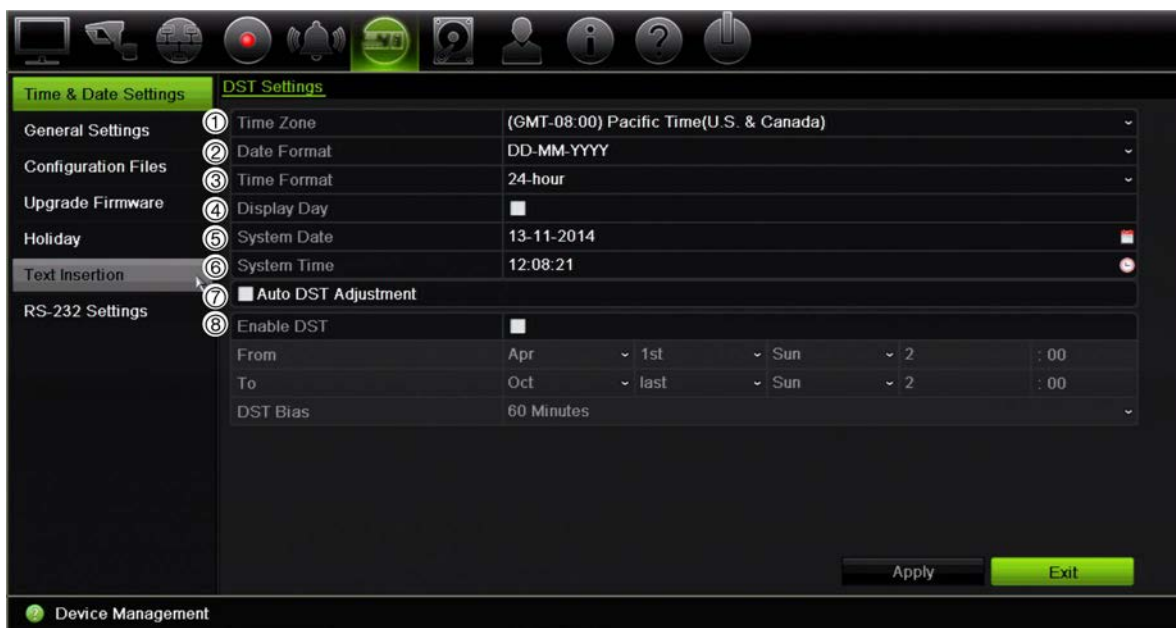 Time & Date Settings
General Settings
Configuration Files
Upgrade Firmware
Holiday
Text Insertion
RS-232 Settings
DST Settings
① Time Zone (GMT-08:00) Pacific Time(U.S. & Canada)
② Date Format DD-MM-YYYY
③ Time Format 24-hour
④ Display Day
⑤ System Date 13-11-2014
⑥ System Time 12:08:21
⑦ Auto DST Adjustment
⑧ Enable DST
From Apr 1st Sun 2 : 00
To Oct last Sun 2 : 00
DST Bias 60 Minutes
Apply Exit
Device Management